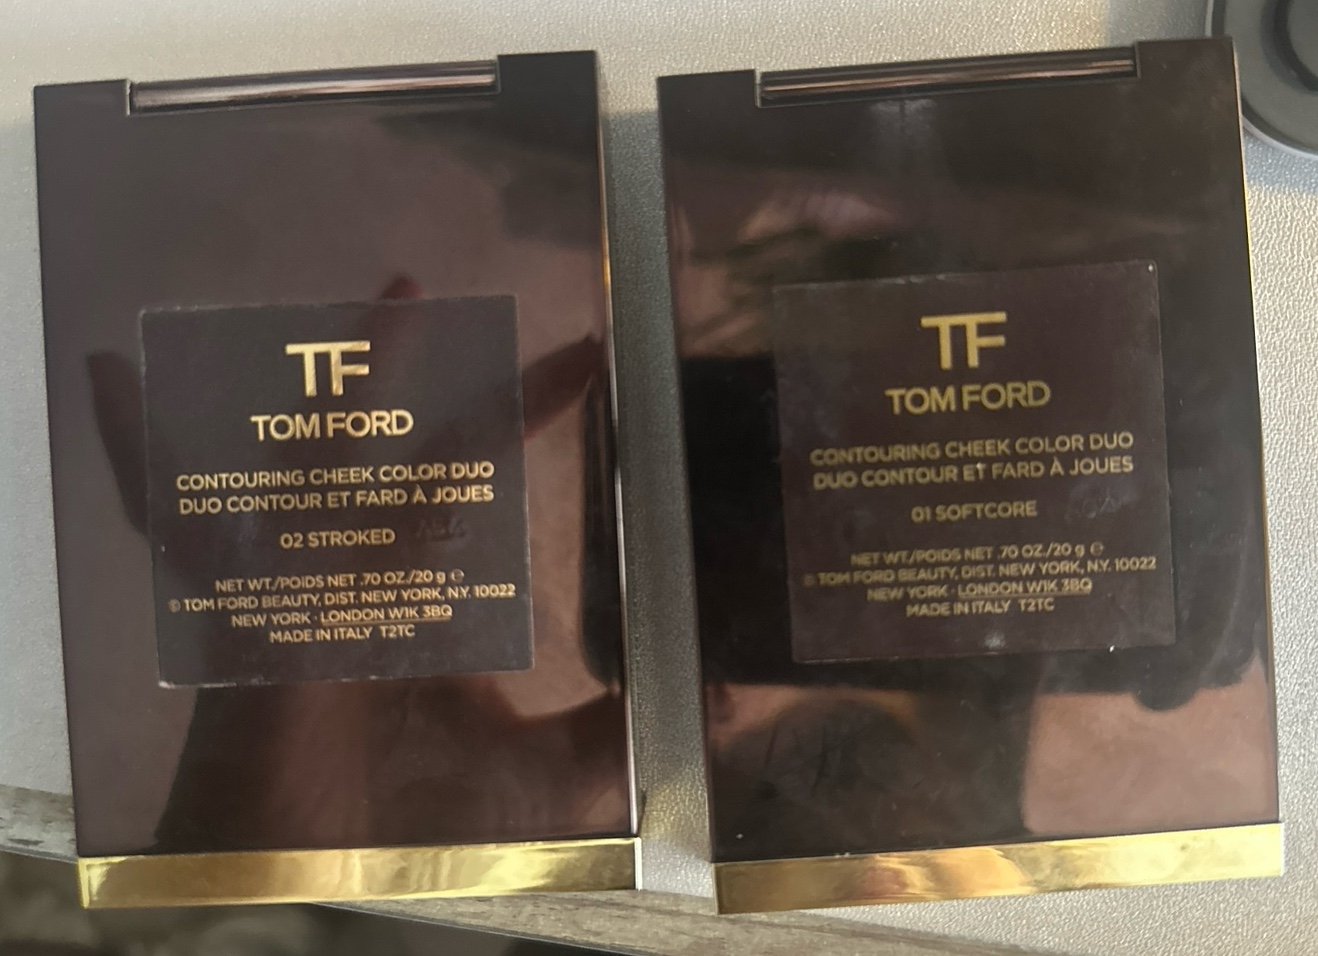 TF
TOM FORD
CONTOURING CHEEK COLOR DUO
DUO CONTOUR ET FARD À JOUES
02 STROKED
NET WT./POIDS NET .70 OZ./20 g ℮
© TOM FORD BEAUTY, DIST. NEW YORK, N.Y. 10022
NEW YORK · LONDON W1K 3BQ
MADE IN ITALY T2TC
TF
TOM FORD
CONTOURING CHEEK COLOR DUO
DUO CONTOUR ET FARD À JOUES
01 SOFTCORE
NET WT./POIDS NET .70 OZ./20 g ℮
© TOM FORD BEAUTY, DIST. NEW YORK, N.Y. 10022
NEW YORK · LONDON W1K 3BQ
MADE IN ITALY T2TC